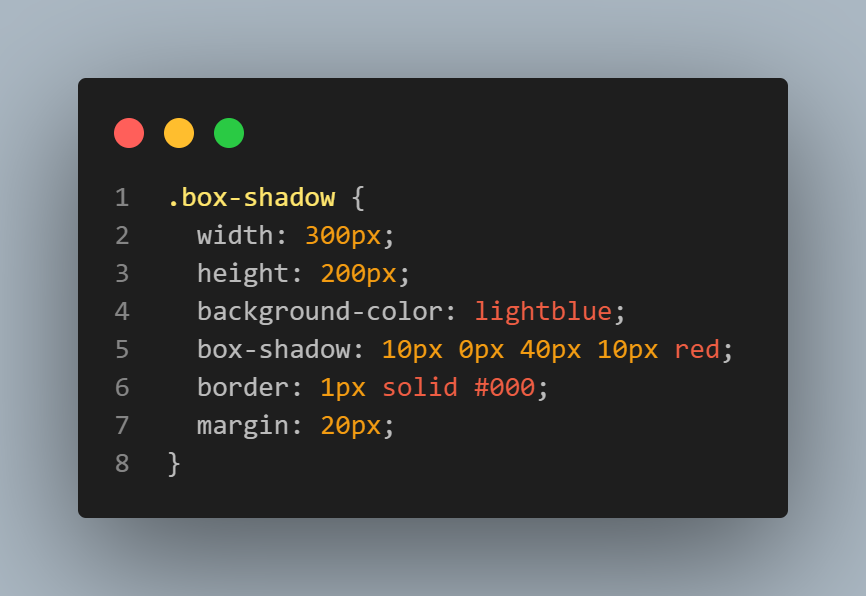 1 .box-shadow {
2   width: 300px;
3   height: 200px;
4   background-color: lightblue;
5   box-shadow: 10px 0px 40px 10px red;
6   border: 1px solid #000;
7   margin: 20px;
8 }